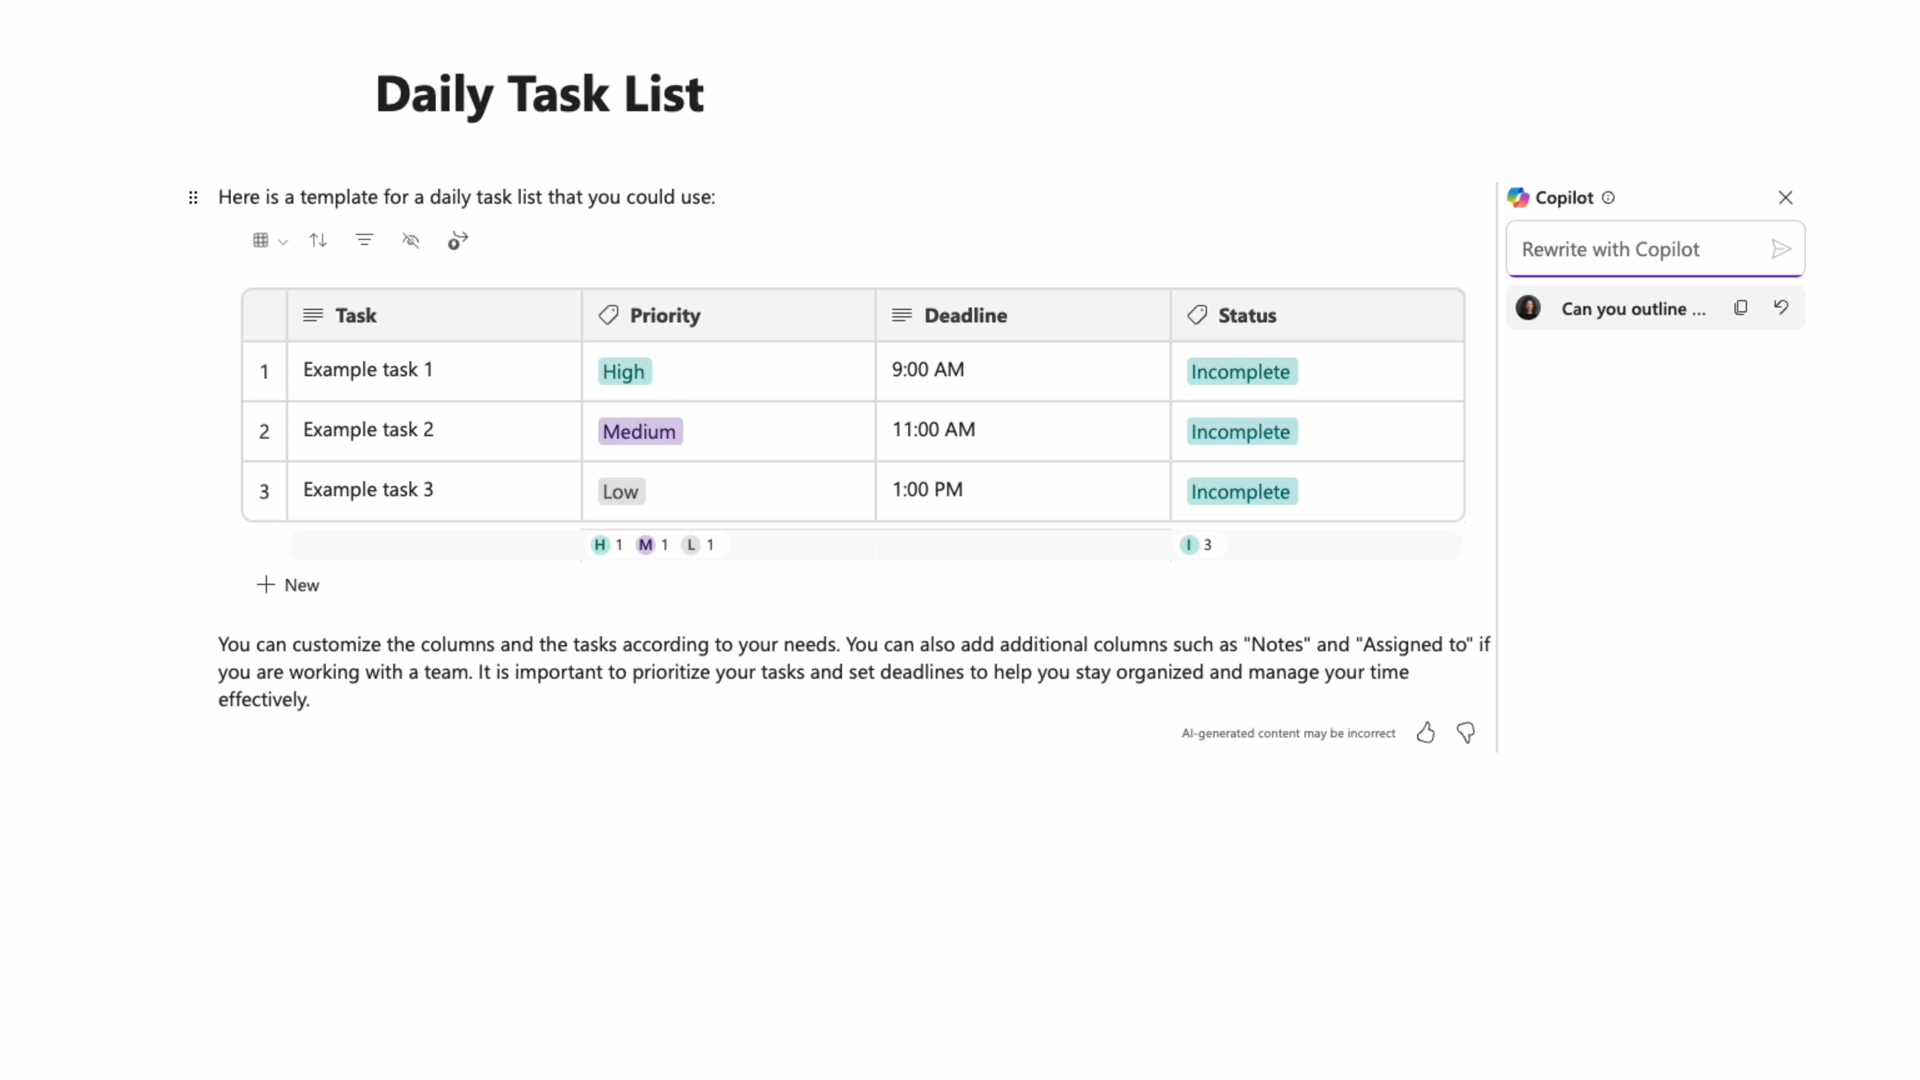 Daily Task List
Here is a template for a daily task list that you could use:
Task Priority Deadline Status
1 Example task 1 High 9:00 AM Incomplete
2 Example task 2 Medium 11:00 AM Incomplete
3 Example task 3 Low 1:00 PM Incomplete
H 1 M 1 L 1 I 3
New
You can customize the columns and the tasks according to your needs. You can also add additional columns such as "Notes" and "Assigned to" if
you are working with a team. It is important to prioritize your tasks and set deadlines to help you stay organized and manage your time
effectively.
AI-generated content may be incorrect
Copilot
Rewrite with Copilot
Can you outline ...